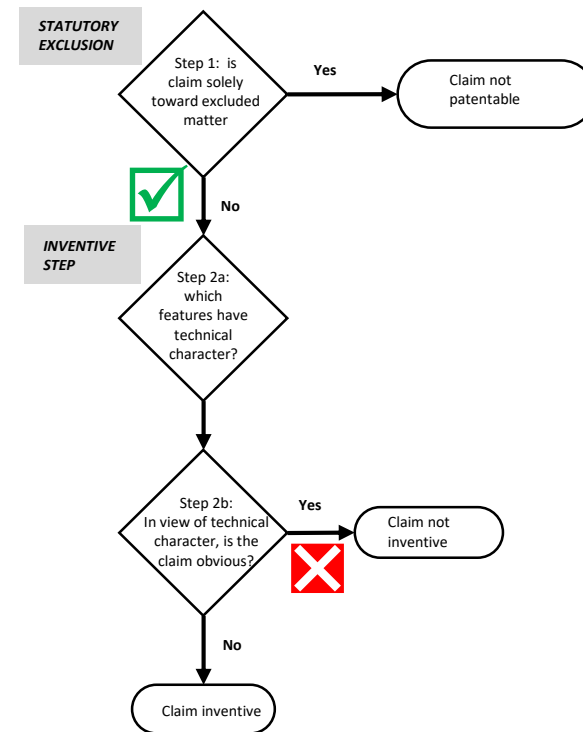 STATUTORY
EXCLUSION
Step 1:  is
claim solely
toward excluded
matter
Yes
Claim not
patentable
No
INVENTIVE
STEP
Step 2a:
which
features have
technical
character?
Step 2b:
In view of technical
character, is the
claim obvious?
Yes
Claim not
inventive
No
Claim inventive